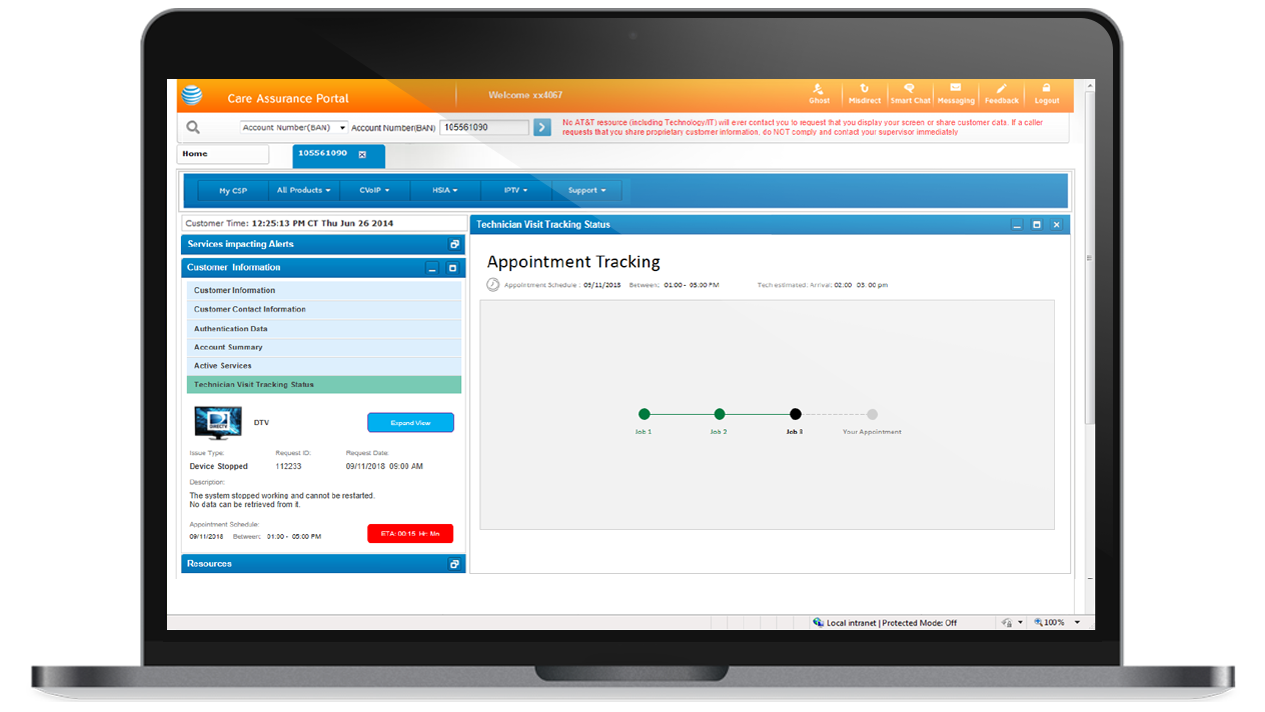 Care Assurance Portal
Welcome xx4067
Ghost
Misdirect
Smart Chat
Messaging
Feedback
Logout
Account Number(BAN)
Account Number(BAN)
105561090
No AT&T resource (including Technology/IT) will ever contact you to request that you display your screen or share customer data. If a caller
requests that you share proprietary customer information, do NOT comply and contact your supervisor immediately
Home
105561090
My CSP
All Products
CVoIP
HSIA
IPTV
Support
Customer Time: 12:25:13 PM CT Thu Jun 26 2014
Services impacting Alerts
Customer Information
Customer Information
Customer Contact Information
Authentication Data
Account Summary
Active Services
Technician Visit Tracking Status
DIRECTV
DTV
Expand View
Issue Type:
Request ID:
Request Date:
Device Stopped
112233
09/11/2018 09:00 AM
Description:
The system stopped working and cannot be restarted.
No data can be retrieved from it.
Appointment Schedule:
09/11/2018 Between: 01:00 - 05:00 PM
ETA: 00:15 Hr: Mn
Resources
Technician Visit Tracking Status
Appointment Tracking
Appointment Schedule : 09/11/2018 Between: 01:00 - 05:00 PM
Tech estimated: Arrival: 02:00 03: 00 pm
Job 1
Job 2
Job 3
Your Appointment
Local intranet | Protected Mode: Off
100%